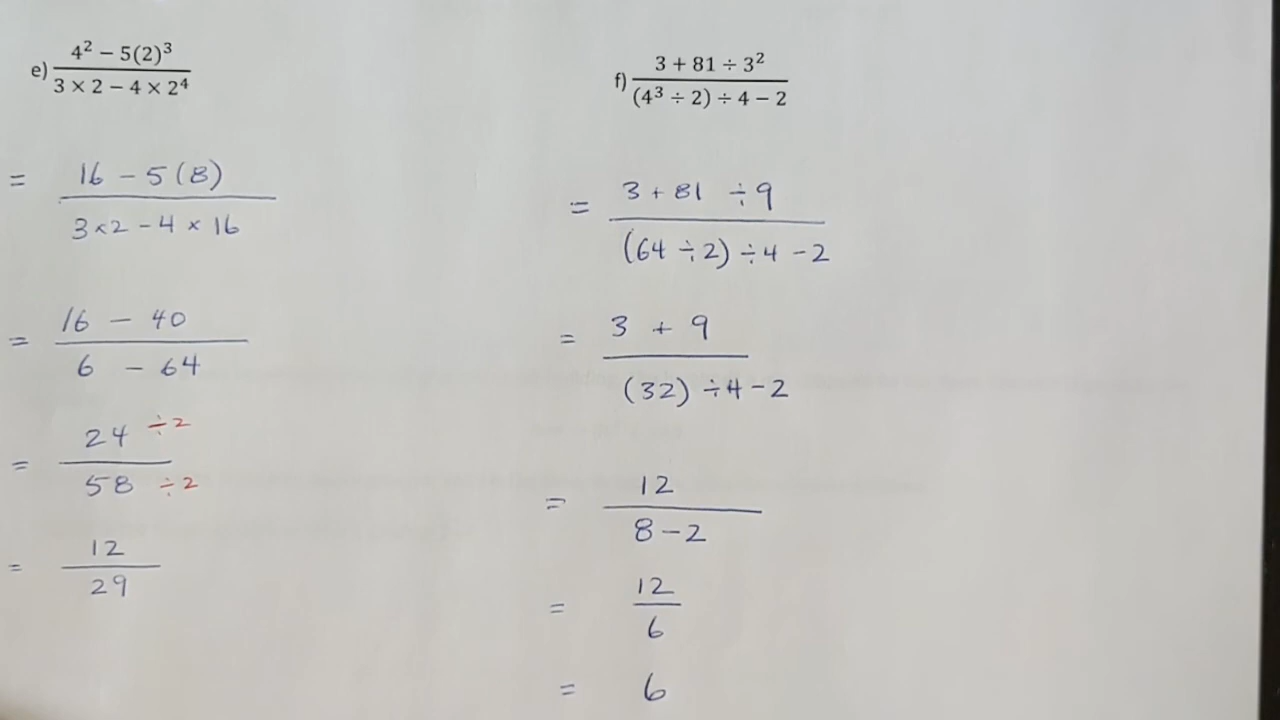 e) (4² − 5(2)³)/(3 × 2 − 4 × 2⁴)
= (16 − 5(8))/(3×2 − 4 × 16)
= (16 − 40)/(6 − 64)
= (24 ÷2)/(58 ÷2)
= 12/29
f) (3 + 81 ÷ 3²)/((4³ ÷ 2) ÷ 4 − 2)
= (3 + 81 ÷ 9)/((64 ÷ 2) ÷ 4 − 2)
= (3 + 9)/((32) ÷ 4 − 2)
= 12/(8 − 2)
= 12/6
= 6